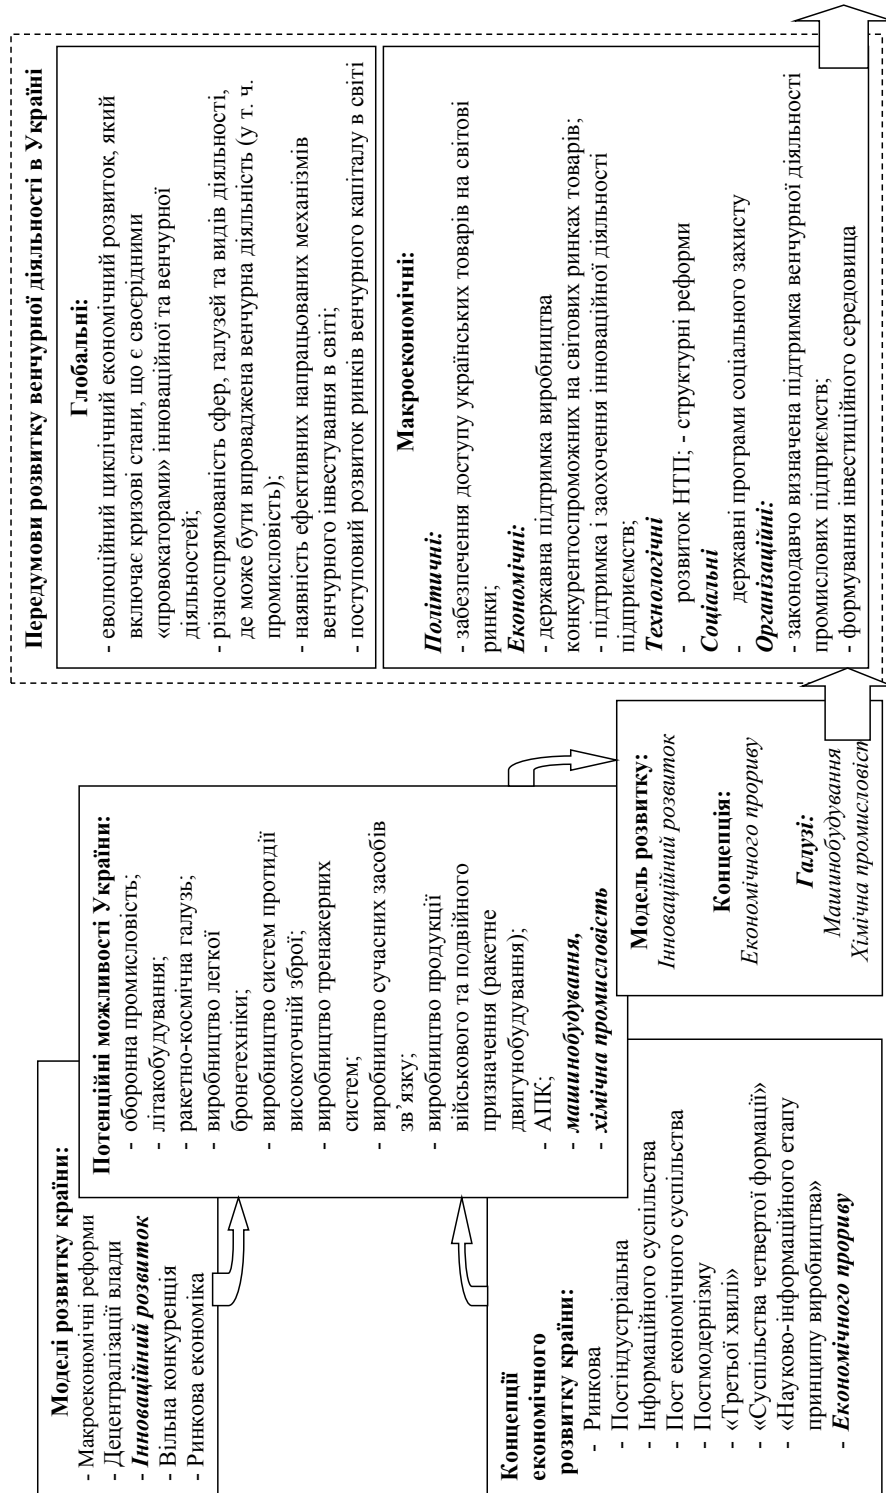 Моделі розвитку країни:
- Макроекономічні реформи
- Децентралізації влади
- Інноваційний розвиток
- Вільна конкуренція
- Ринкова економіка
Концепції
економічного
розвитку країни:
- Ринкова
- Постіндустріальна
- Інформаційного суспільства
- Пост економічного суспільства
- Постмодернізму
- «Третьої хвилі»
- «Суспільства четвертої формації»
- «Науково-інформаційного етапу
принципу виробництва»
- Економічного прориву
Потенційні можливості України:
- оборонна промисловість;
- літакобудування;
- ракетно-космічна галузь;
- виробництво легкої
бронетехніки;
- виробництво систем протидії
високоточній зброї;
- виробництво тренажерних
систем;
- виробництво сучасних засобів
зв’язку;
- виробництво продукції
військового та подвійного
призначення (ракетне
двигунобудування);
- АПК;
- машинобудування,
- хімічна промисловість
Модель розвитку:
Інноваційний розвиток
Концепція:
Економічного прориву
Галузі:
Машинобудування
Хімічна промисловіст
Передумови розвитку венчурної діяльності в Україні
Глобальні:
- еволюційний циклічний економічний розвиток, який
включає кризові стани, що є своєрідними
«провокаторами» інноваційної та венчурної
діяльностей;
- різноспрямованість сфер, галузей та видів діяльності,
де може бути впроваджена венчурна діяльність (у т. ч.
промисловість);
- наявність ефективних напрацьованих механізмів
венчурного інвестування в світі;
- поступовий розвиток ринків венчурного капіталу в світі
Макроекономічні:
Політичні:
- забезпечення доступу українських товарів на світові
ринки;
Економічні:
- державна підтримка виробництва
конкурентоспроможних на світових ринках товарів;
- підтримка і заохочення інноваційної діяльності
підприємств;
Технологічні
- розвиток НТП; - структурні реформи
Соціальні
- державні програми соціального захисту
Організаційні:
- законодавчо визначена підтримка венчурної діяльності
промислових підприємств;
- формування інвестиційного середовища